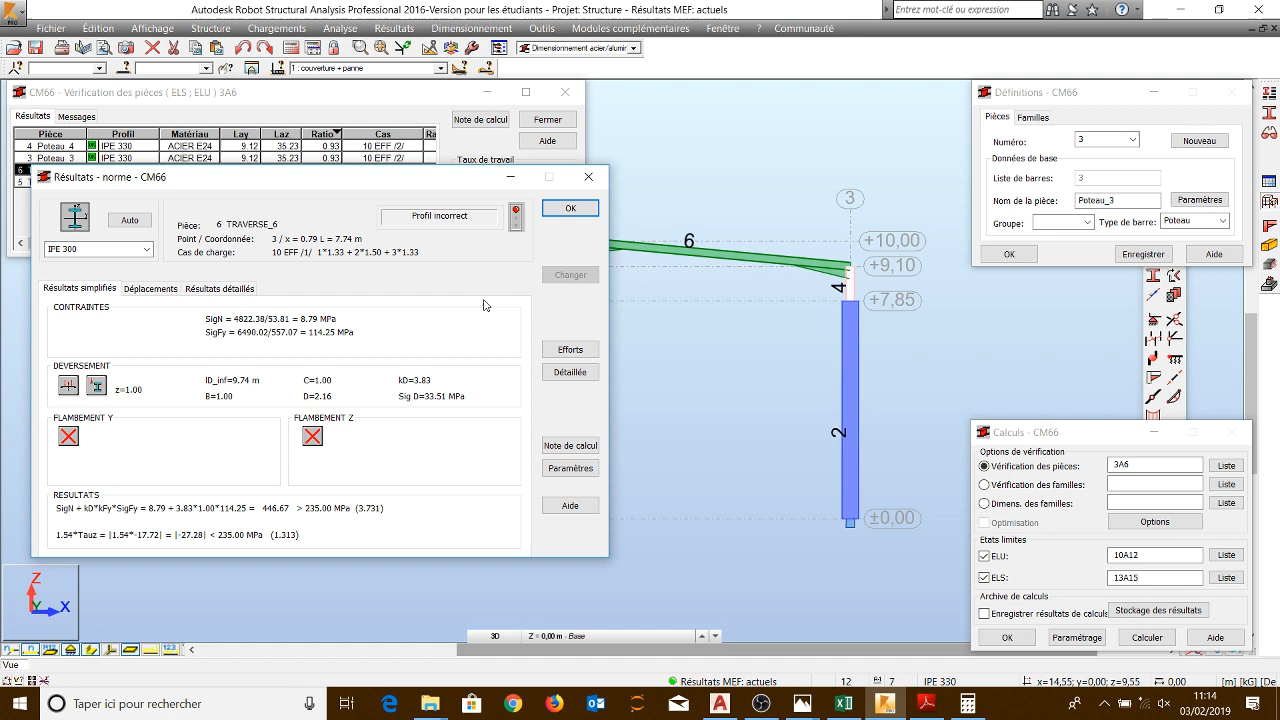 Autodesk Robot Structural Analysis Professional 2016-Version pour les étudiants - Projet: Structure - Résultats MEF: actuels
Entrez mot-clé ou expression
PRO
Fichier Édition Affichage Structure Chargements Analyse Résultats Dimensionnement Outils Modules complémentaires Fenêtre ? Communauté
Dimensionnement acier/alumir
1 : couverture + panne
CM66 - Vérification des pièces ( ELS ; ELU ) 3A6
Résultats Messages
Note de calcul Fermer
Pièce Profil Matériau Lay Laz Ratio Cas Ra
Aide
4 Poteau_4 IPE 330 ACIER E24 9.12 35.23 0.93 10 EFF /2/
3 Poteau_3 IPE 330 ACIER E24 9.12 35.23 0.93 10 EFF /2/
Taux de travail
6
5
Résultats - norme - CM66
Auto
IPE 300
Pièce: 6 TRAVERSE_6
Point / Coordonnée: 3 / x = 0.79 L = 7.74 m
Cas de charge: 10 EFF /1/ 1*1.33 + 2*1.50 + 3*1.33
Profil incorrect
OK
Changer
Résultats simplifiés éplacements Résultats détaillés
CONTRAINTES
SigN = 4822.38/53.81 = 8.79 MPa
SigFy = 6490.02/557.07 = 114.25 MPa
Efforts
Détaillée
DEVERSEMENT
z=1.00
lD_inf=9.74 m C=1.00 kD=3.83
B=1.00 D=2.16 Sig D=33.51 MPa
FLAMBEMENT Y FLAMBEMENT Z
Note de calcul
Paramètres
Aide
RESULTATS
SigN + kD*kFy*SigFy = 8.79 + 3.83*1.00*114.25 = 446.67 > 235.00 MPa (3.731)
1.54*Tauz = |1.54*-17.72| = |-27.28| < 235.00 MPa (1.313)
3
6
+10,00
+9,10
4
+7,85
2
±0,00
Définitions - CM66
Pièces Familles
Numéro: 3 Nouveau
Données de base
Liste de barres: 3
Nom de la pièce: Poteau_3 Paramètres
Groupe: Type de barre: Poteau
OK Enregistrer Aide
Calculs - CM66
Options de vérification
Vérification des pièces: 3A6 Liste
Vérification des familles: Liste
Dimens. des familles: Liste
Optimisation Options
Etats limites
ELU: 10A12 Liste
ELS: 13A15 Liste
Archive de calculs
Enregistrer résultats de calculs Stockage des résultats
OK Paramétrage Calculer Aide
Z
Y X
3D Z = 0,00 m - Base
Vue
Résultats MEF: actuels 12 7 IPE 330 x=14,55; y=0,00; z=9,55 0,00 [m] [kG] [De
Taper ici pour rechercher
11:14
03/02/2019